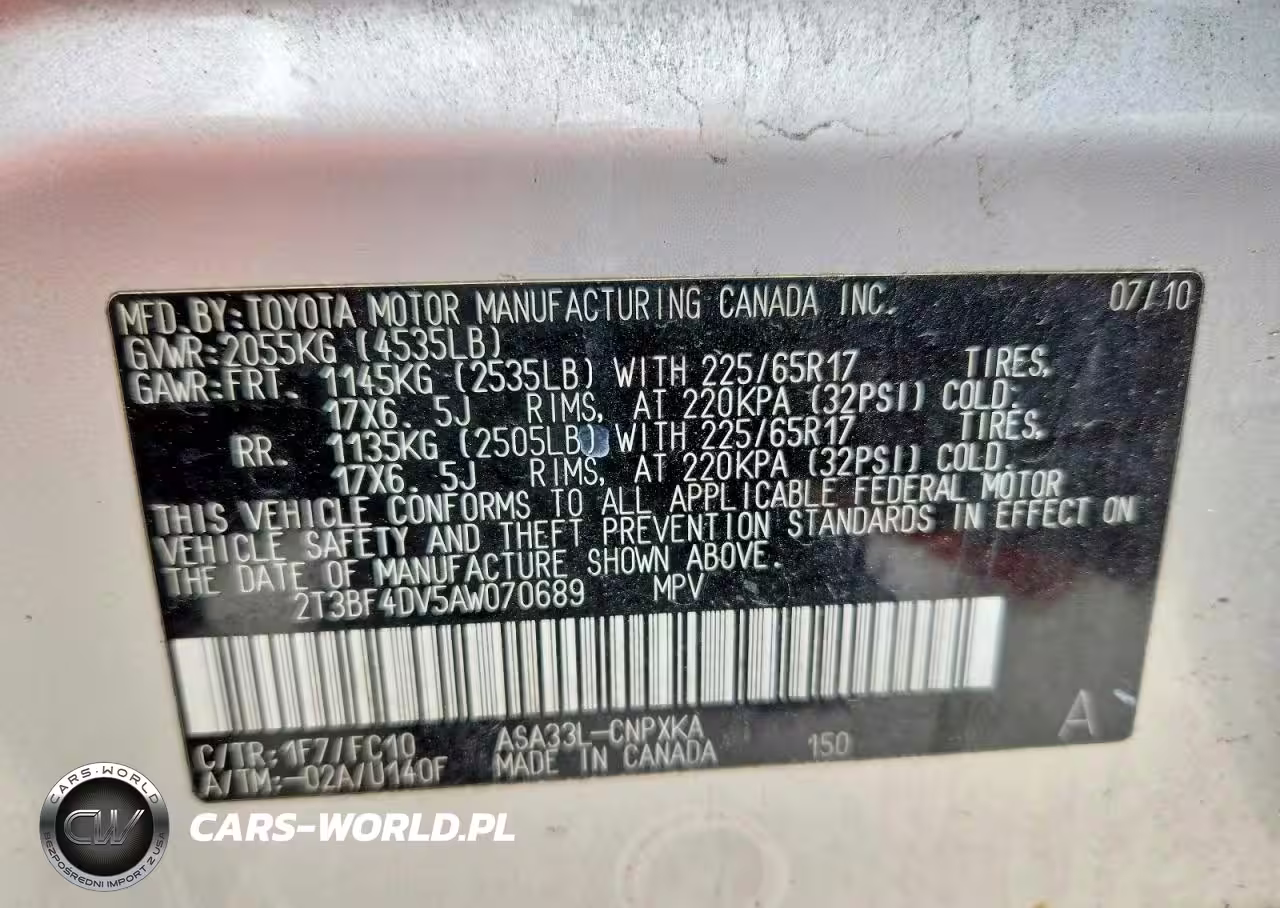 MFD.BY:TOYOTA MOTOR MANUFACTURING CANADA INC. 07/10
GVWR:2055KG (4535LB)
GAWR:FRT. 1145KG (2535LB) WITH 225/65R17 TIRES,
17X6.5J RIMS, AT 220KPA (32PSI) COLD.
RR. 1135KG (2505LB) WITH 225/65R17 TIRES,
17X6.5J RIMS, AT 220KPA (32PSI) COLD.
THIS VEHICLE CONFORMS TO ALL APPLICABLE FEDERAL MOTOR
VEHICLE SAFETY AND THEFT PREVENTION STANDARDS IN EFFECT ON
THE DATE OF MANUFACTURE SHOWN ABOVE.
2T3BF4DV5AW070689 MPV
C/TR:1F7/FC10 ASA33L-CNPXKA 150 A
A/TM:-02A/U140F MADE IN CANADA
CARS-WORLD
CW
BEZPOŚREDNI IMPORT Z USA
CARS-WORLD.PL